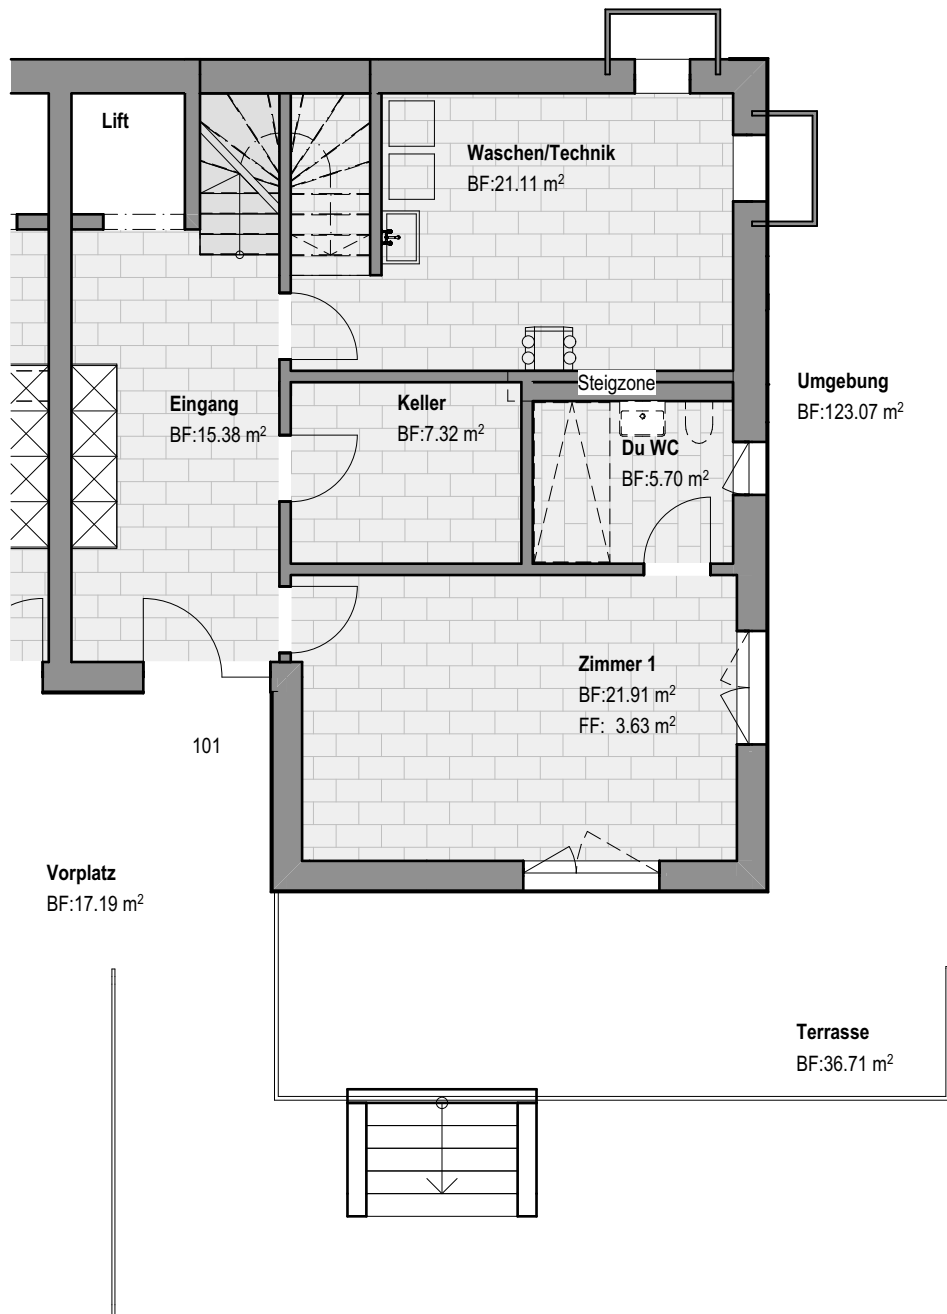 Lift
Waschen/Technik
BF:21.11 m²
Eingang
BF:15.38 m²
Keller
BF:7.32 m²
Steigzone
Du WC
BF:5.70 m²
Umgebung
BF:123.07 m²
Zimmer 1
BF:21.91 m²
FF: 3.63 m²
101
Vorplatz
BF:17.19 m²
Terrasse
BF:36.71 m²